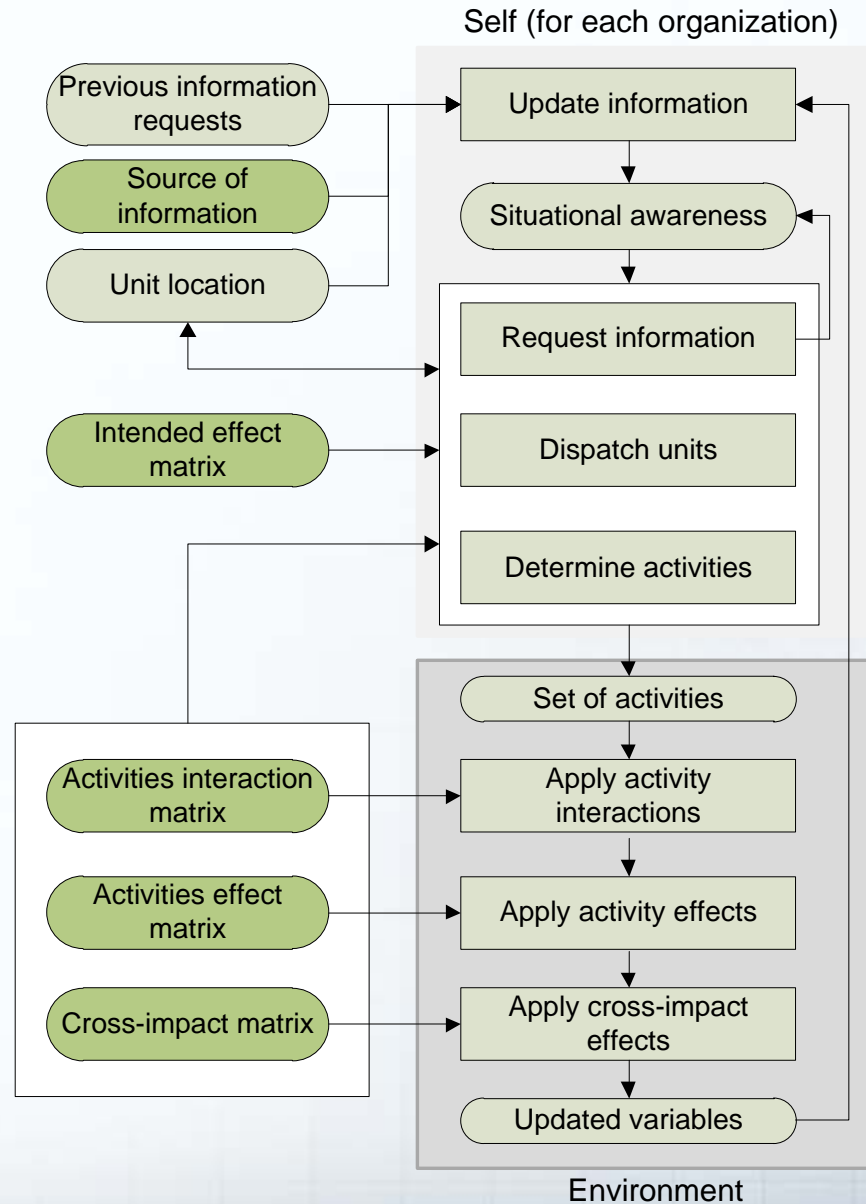 Self (for each organization)
Previous information
requests
Update information
Source of
information
Situational awareness
Unit location
Request information
Intended effect
matrix
Dispatch units
Determine activities
Set of activities
Activities interaction
matrix
Apply activity
interactions
Activities effect
matrix
Apply activity effects
Cross-impact matrix
Apply cross-impact
effects
Updated variables
Environment